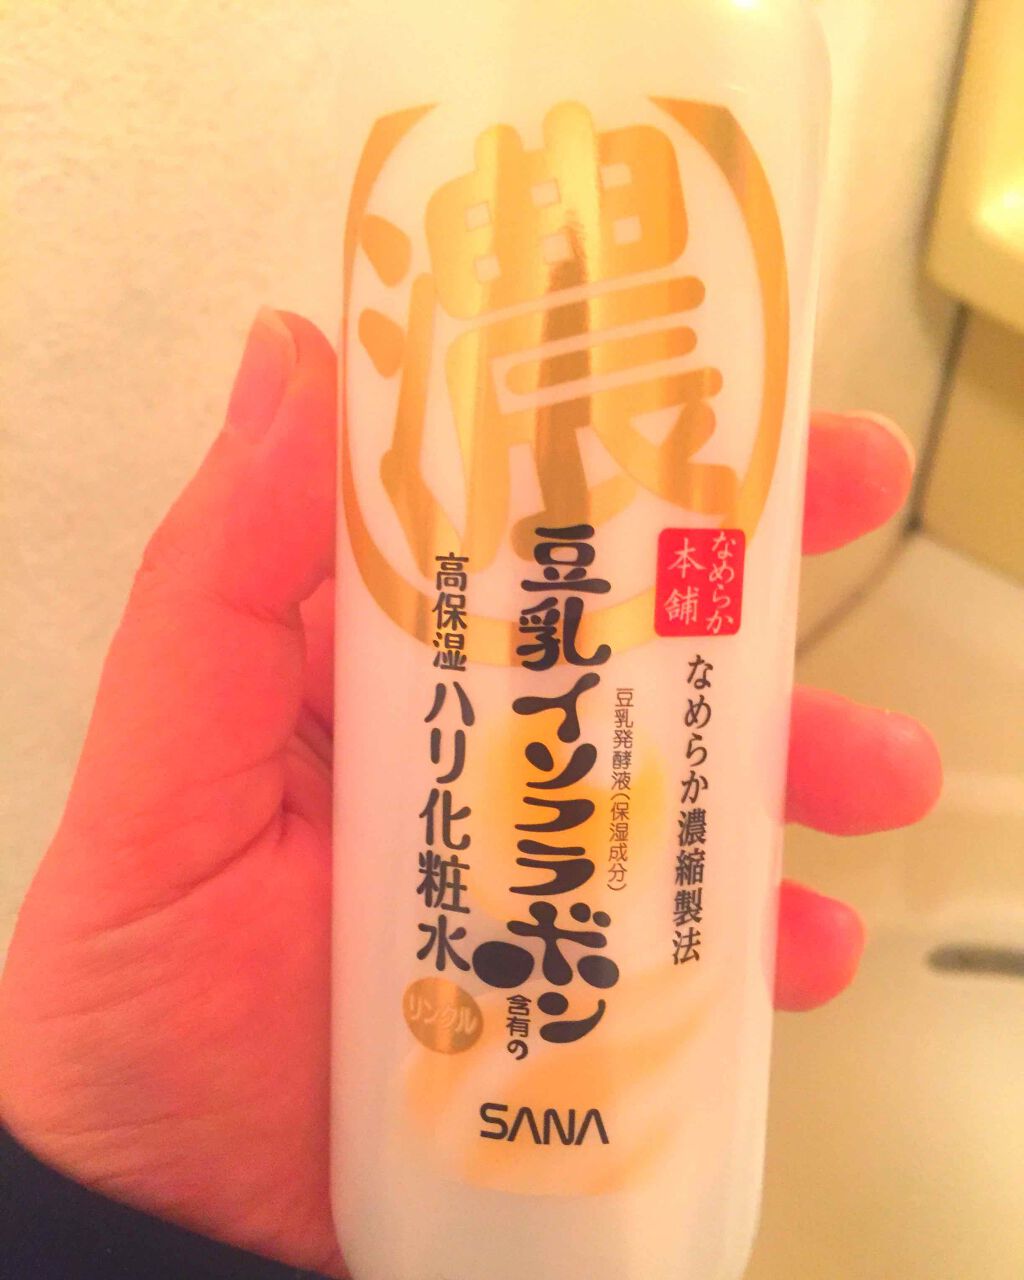 濃
なめらか
本舗
なめらか濃縮製法
豆乳発酵液(保湿成分)
豆乳イソフラボン
含有の
高保湿ハリ化粧水
リンクル
SANA